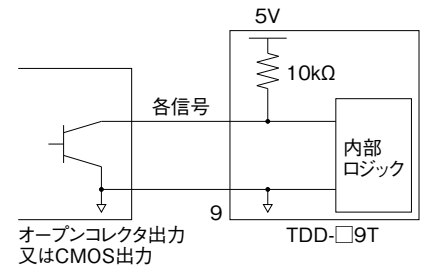 5V
10kΩ
各信号
内部
ロジック
9
TDD-□9T
オープンコレクタ出力
又はCMOS出力